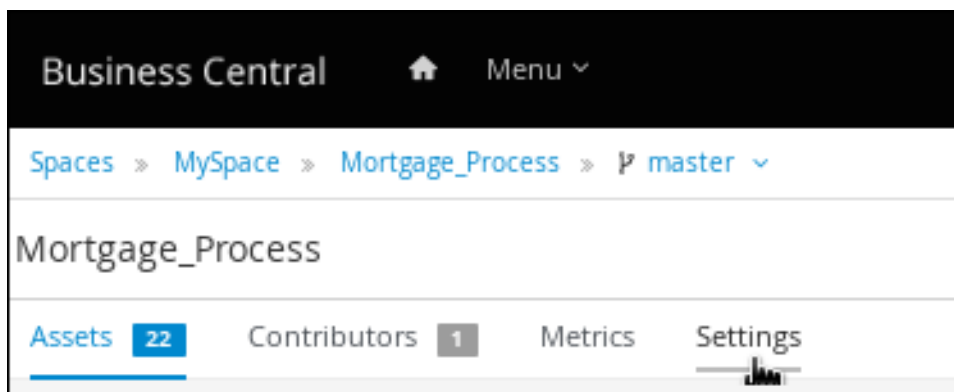 Business Central Menu
Spaces » MySpace » Mortgage_Process » master
Mortgage_Process
Assets 22 Contributors 1 Metrics Settings